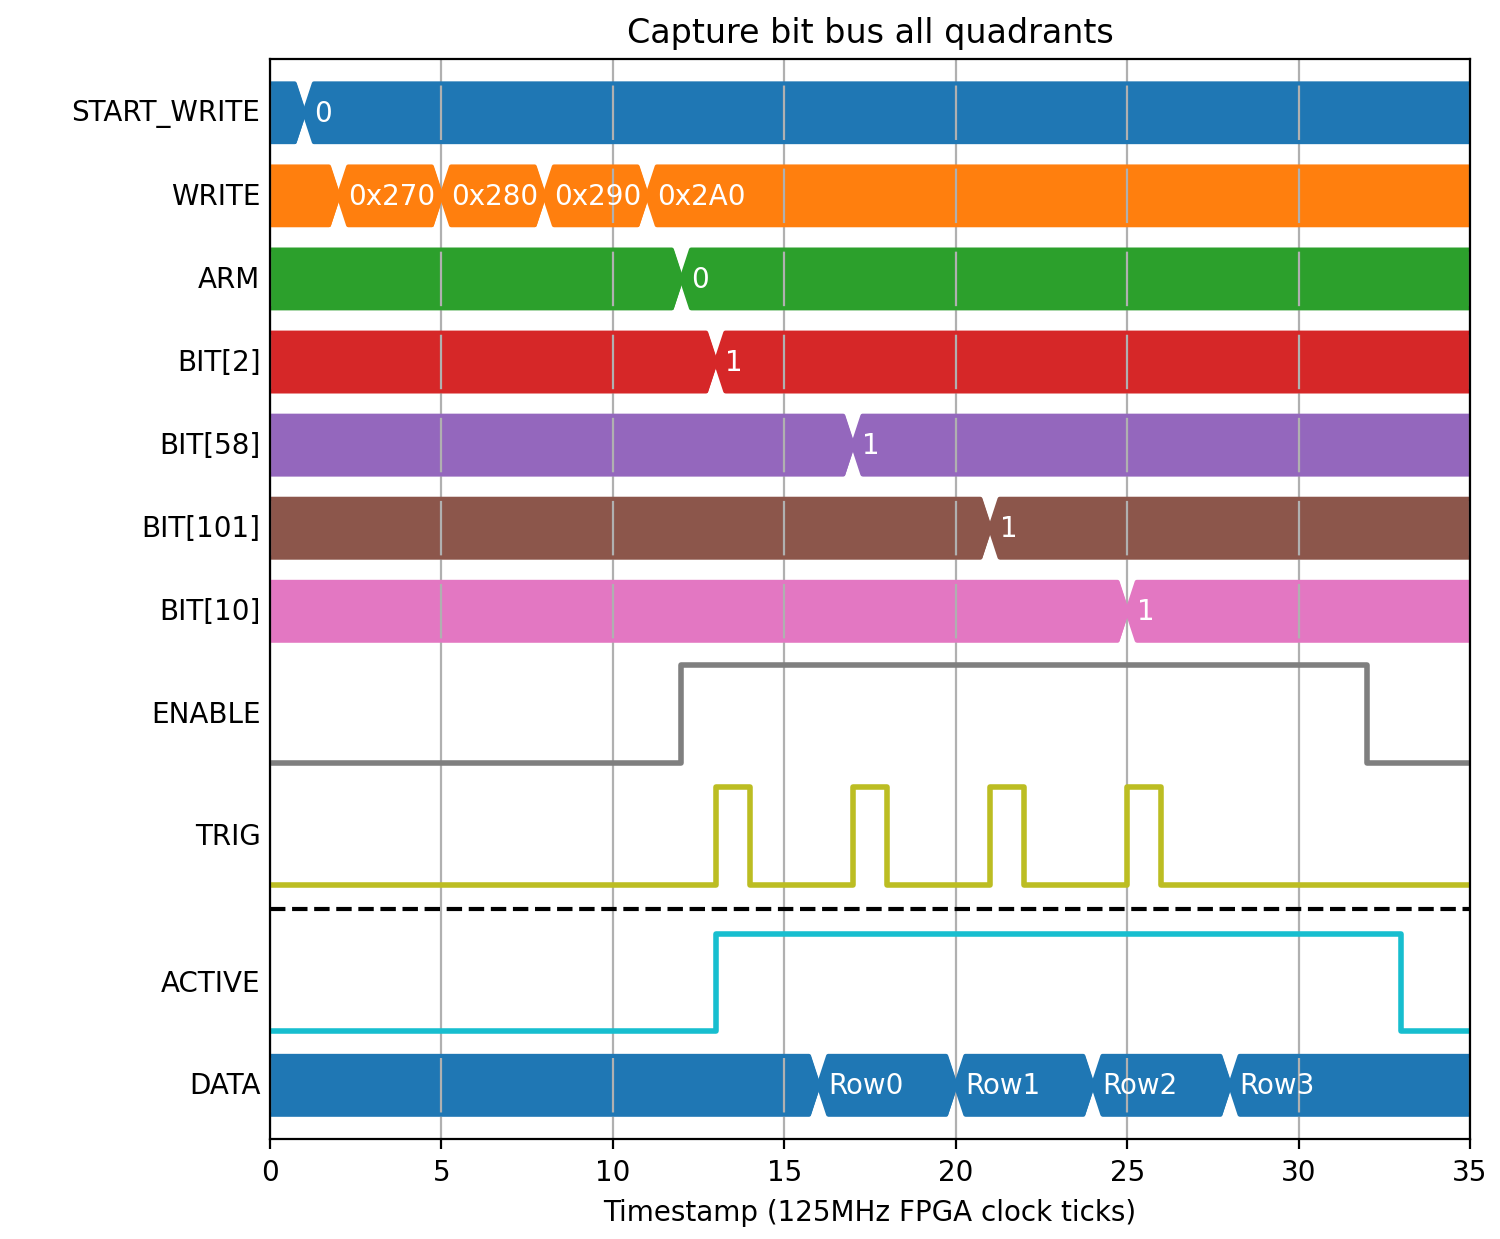 Capture bit bus all quadrants
START_WRITE 0
WRITE 0x270 0x280 0x290 0x2A0
ARM 0
BIT[2] 1
BIT[58] 1
BIT[101] 1
BIT[10] 1
ENABLE
TRIG
ACTIVE
DATA Row0 Row1 Row2 Row3
0 5 10 15 20 25 30 35
Timestamp (125MHz FPGA clock ticks)